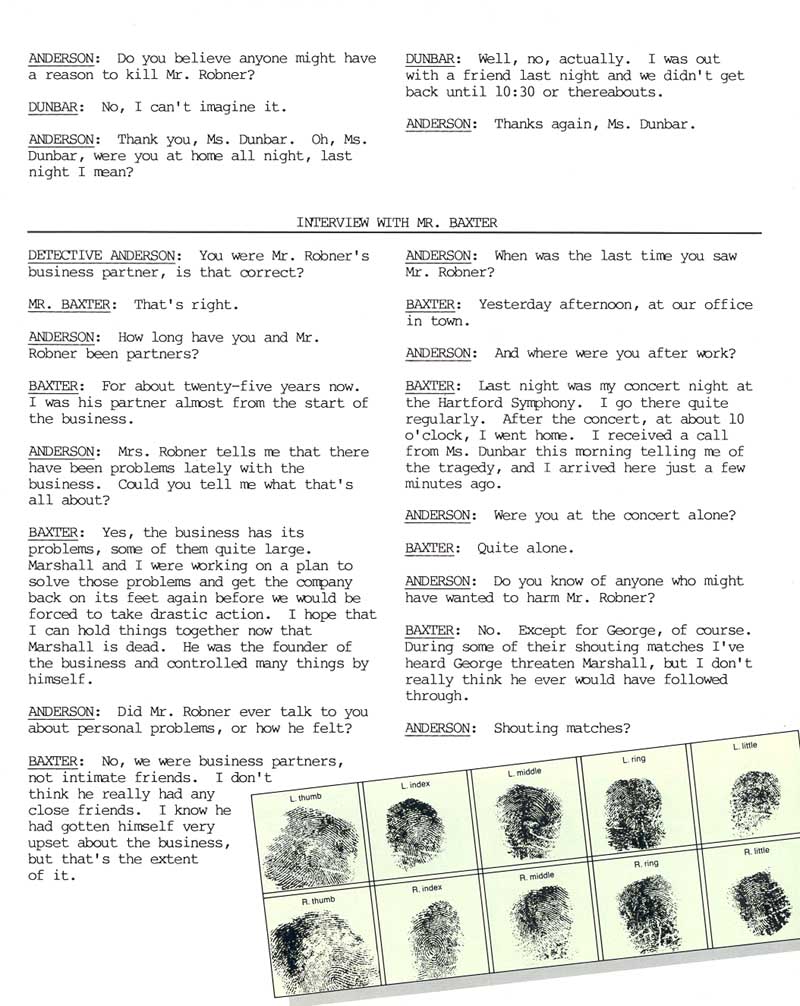 ANDERSON: Do you believe anyone might have
a reason to kill Mr. Robner?
DUNBAR: No, I can't imagine it.
ANDERSON: Thank you, Ms. Dunbar. Oh, Ms.
Dunbar, were you at home all night, last
night I mean?
DUNBAR: Well, no, actually. I was out
with a friend last night and we didn't get
back until 10:30 or thereabouts.
ANDERSON: Thanks again, Ms. Dunbar.
INTERVIEW WITH MR. BAXTER
DETECTIVE ANDERSON: You were Mr. Robner's
business partner, is that correct?
MR. BAXTER: That's right.
ANDERSON: How long have you and Mr.
Robner been partners?
BAXTER: For about twenty-five years now.
I was his partner almost from the start of
the business.
ANDERSON: Mrs. Robner tells me that there
have been problems lately with the
business. Could you tell me what that's
all about?
BAXTER: Yes, the business has its
problems, some of them quite large.
Marshall and I were working on a plan to
solve those problems and get the company
back on its feet again before we would be
forced to take drastic action. I hope that
I can hold things together now that
Marshall is dead. He was the founder of
the business and controlled many things by
himself.
ANDERSON: Did Mr. Robner ever talk to you
about personal problems, or how he felt?
BAXTER: No, we were business partners,
not intimate friends. I don't
think he really had any
close friends. I know he
had gotten himself very
upset about the business,
but that's the extent
of it.
ANDERSON: When was the last time you saw
Mr. Robner?
BAXTER: Yesterday afternoon, at our office
in town.
ANDERSON: And where were you after work?
BAXTER: Last night was my concert night at
the Hartford Symphony. I go there quite
regularly. After the concert, at about 10
o'clock, I went home. I received a call
from Ms. Dunbar this morning telling me of
the tragedy, and I arrived here just a few
minutes ago.
ANDERSON: Were you at the concert alone?
BAXTER: Quite alone.
ANDERSON: Do you know of anyone who might
have wanted to harm Mr. Robner?
BAXTER: No. Except for George, of course.
During some of their shouting matches I've
heard George threaten Marshall, but I don't
really think he ever would have followed
through.
ANDERSON: Shouting matches?
L. thumb
L. index
L. middle
L. ring
L. little
R. thumb
R. index
R. middle
R. ring
R. little